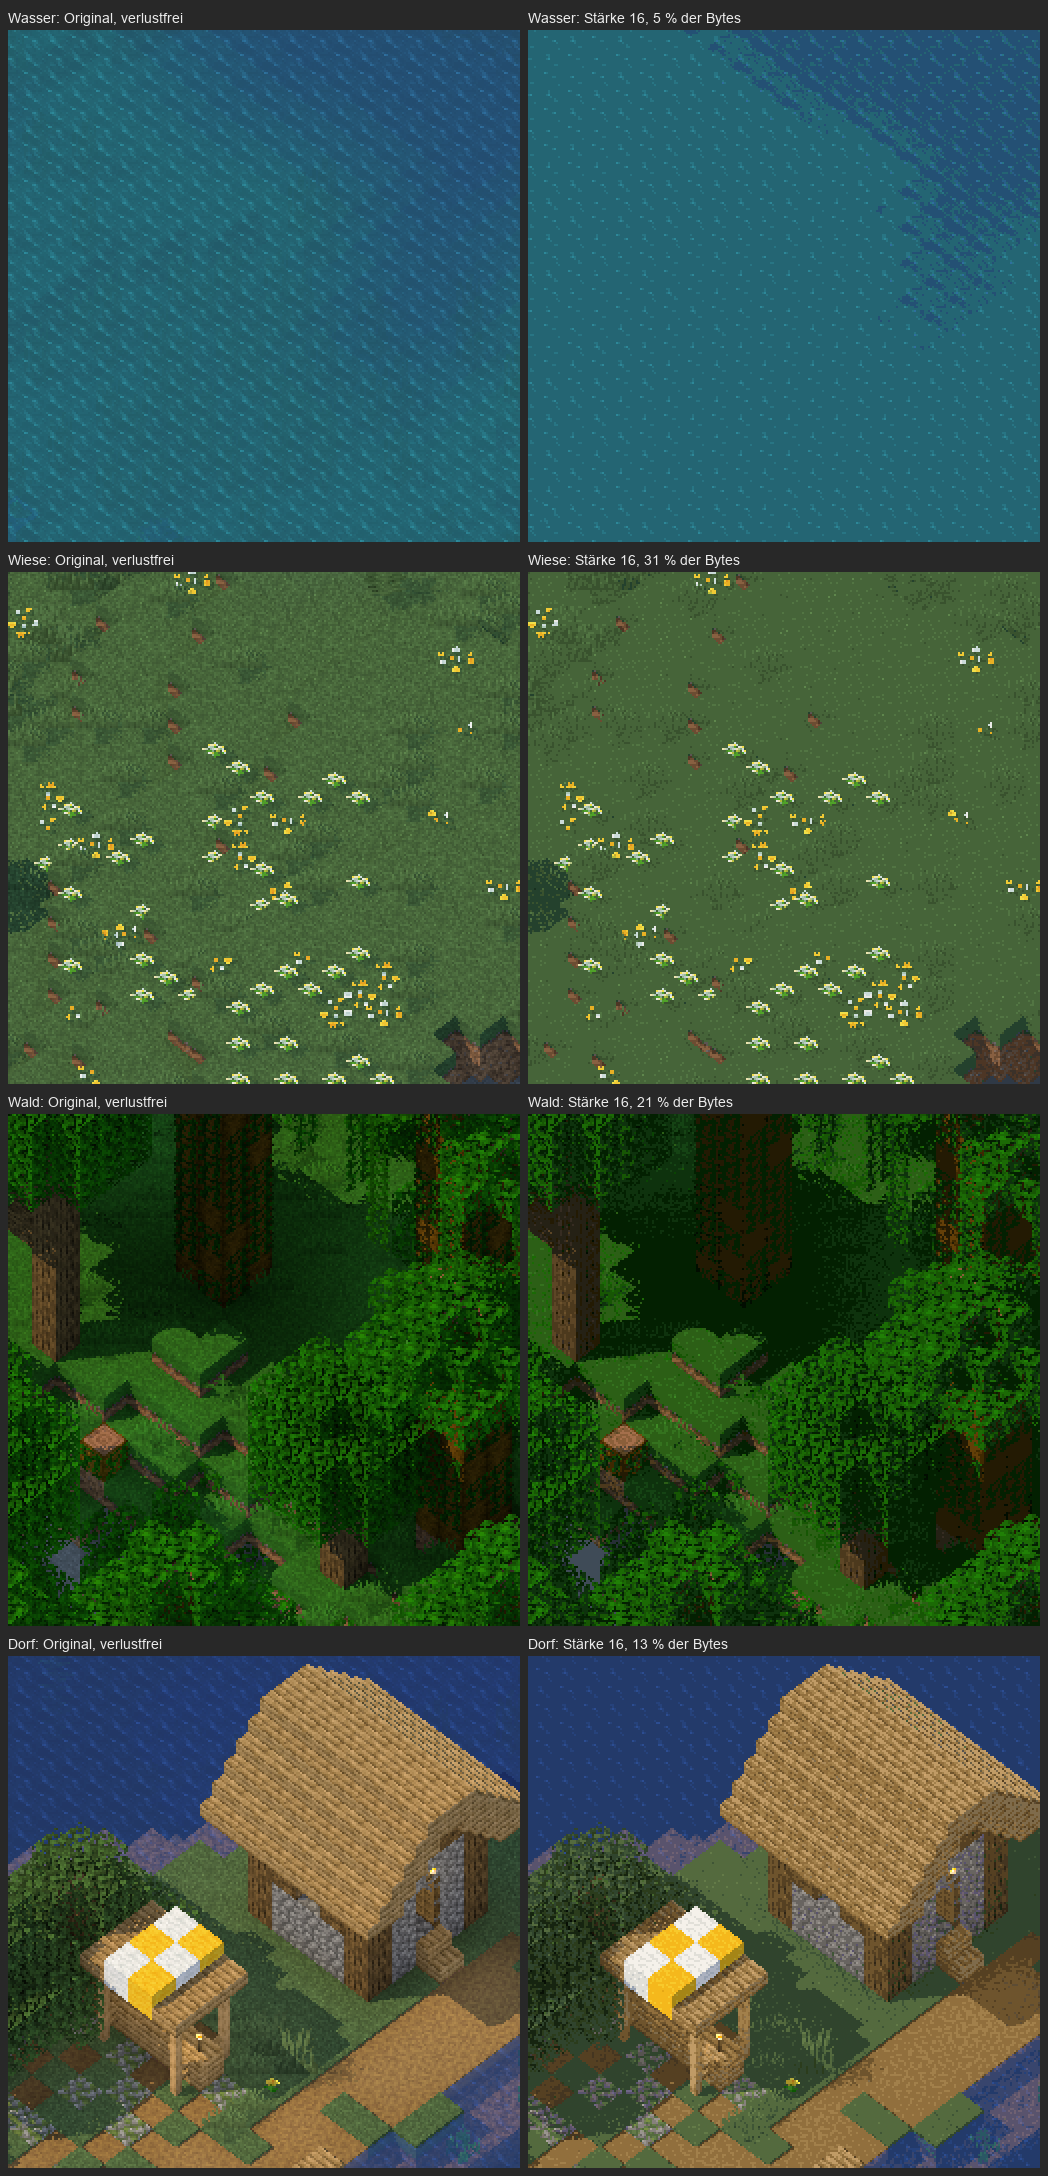 Wasser: Original, verlustfrei
Wasser: Stärke 16, 5 % der Bytes
Wiese: Original, verlustfrei
Wiese: Stärke 16, 31 % der Bytes
Wald: Original, verlustfrei
Wald: Stärke 16, 21 % der Bytes
Dorf: Original, verlustfrei
Dorf: Stärke 16, 13 % der Bytes